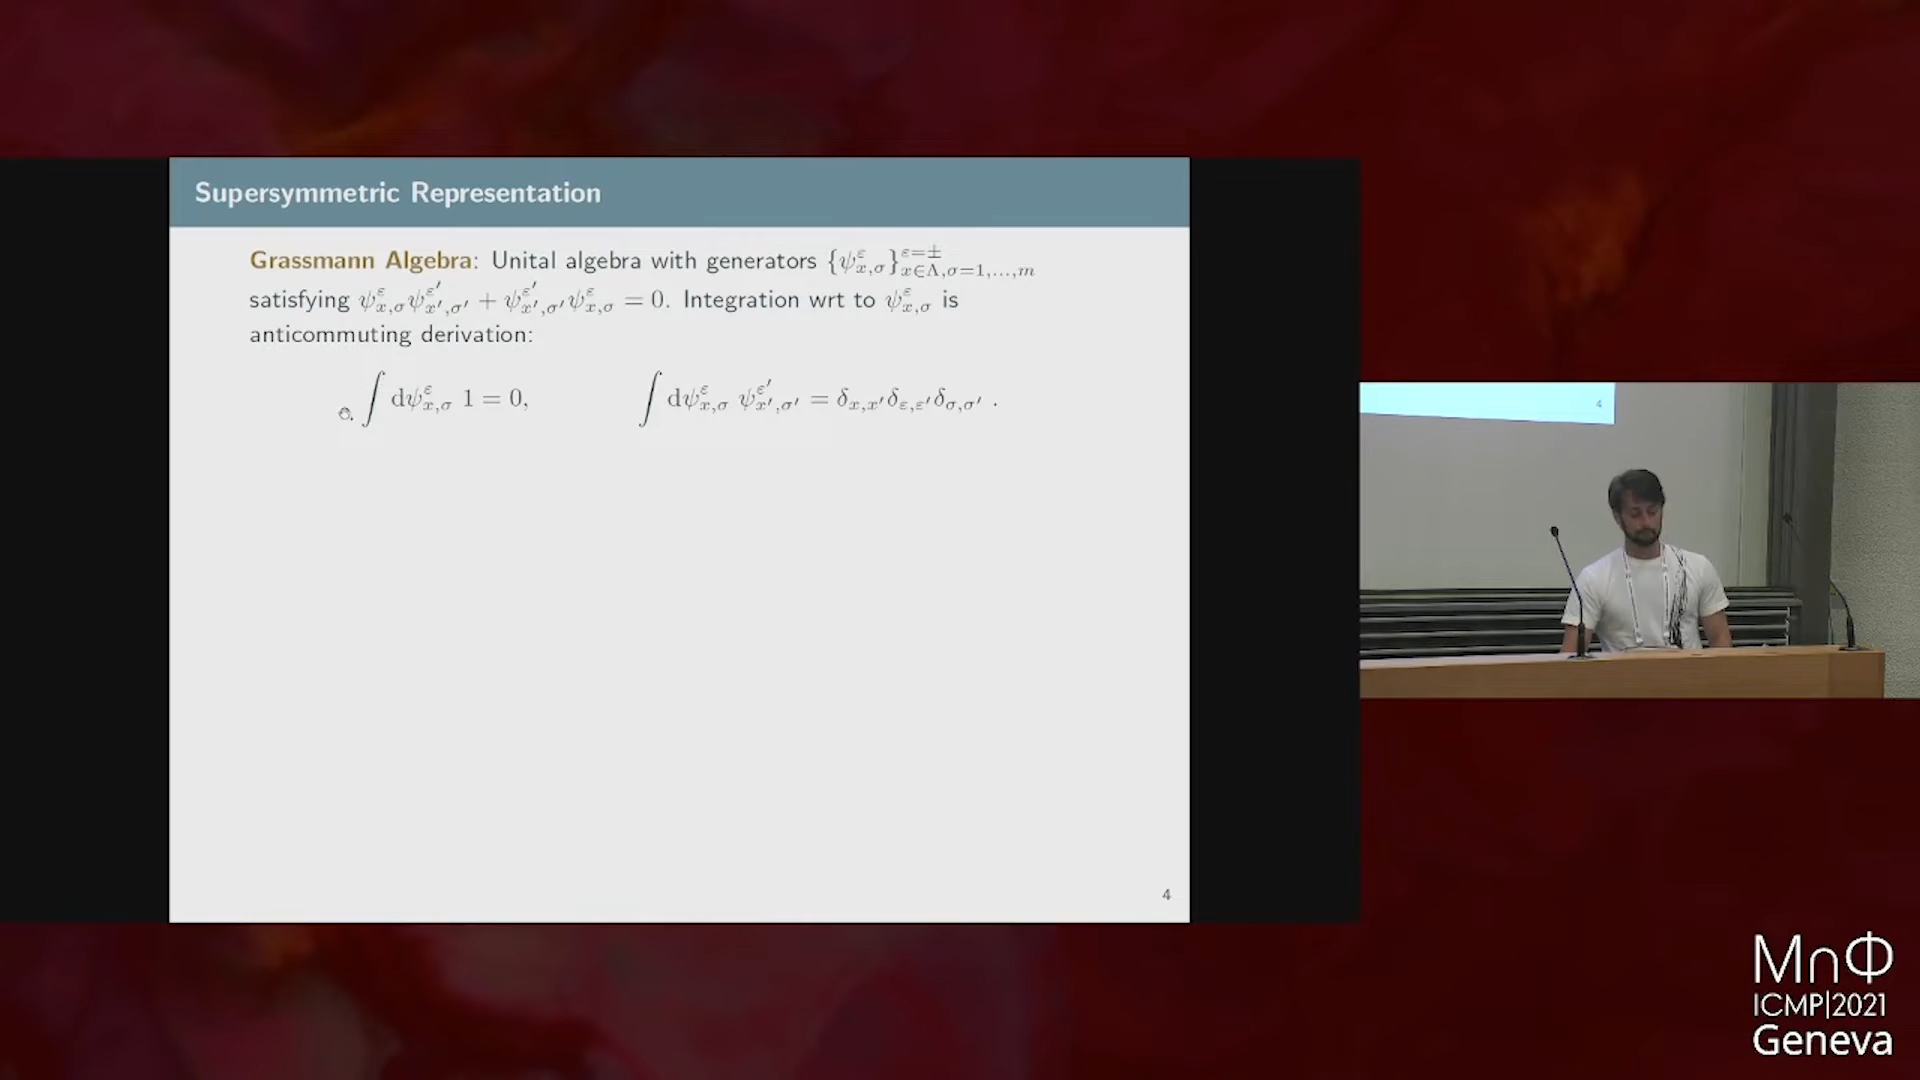 Supersymmetric Representation
Grassmann Algebra: Unital algebra with generators {ψ^ε_{x,σ}}^{ε=±}_{x∈Λ,σ=1,...,m}
satisfying ψ^ε_{x,σ}ψ^{ε'}_{x',σ'} + ψ^{ε'}_{x',σ'}ψ^ε_{x,σ} = 0. Integration wrt to ψ^ε_{x,σ} is
anticommuting derivation:
∫ dψ^ε_{x,σ} 1 = 0, ∫ dψ^ε_{x,σ} ψ^{ε'}_{x',σ'} = δ_{x,x'}δ_{ε,ε'}δ_{σ,σ'} .
4
4
MnΦ
ICMP|2021
Geneva